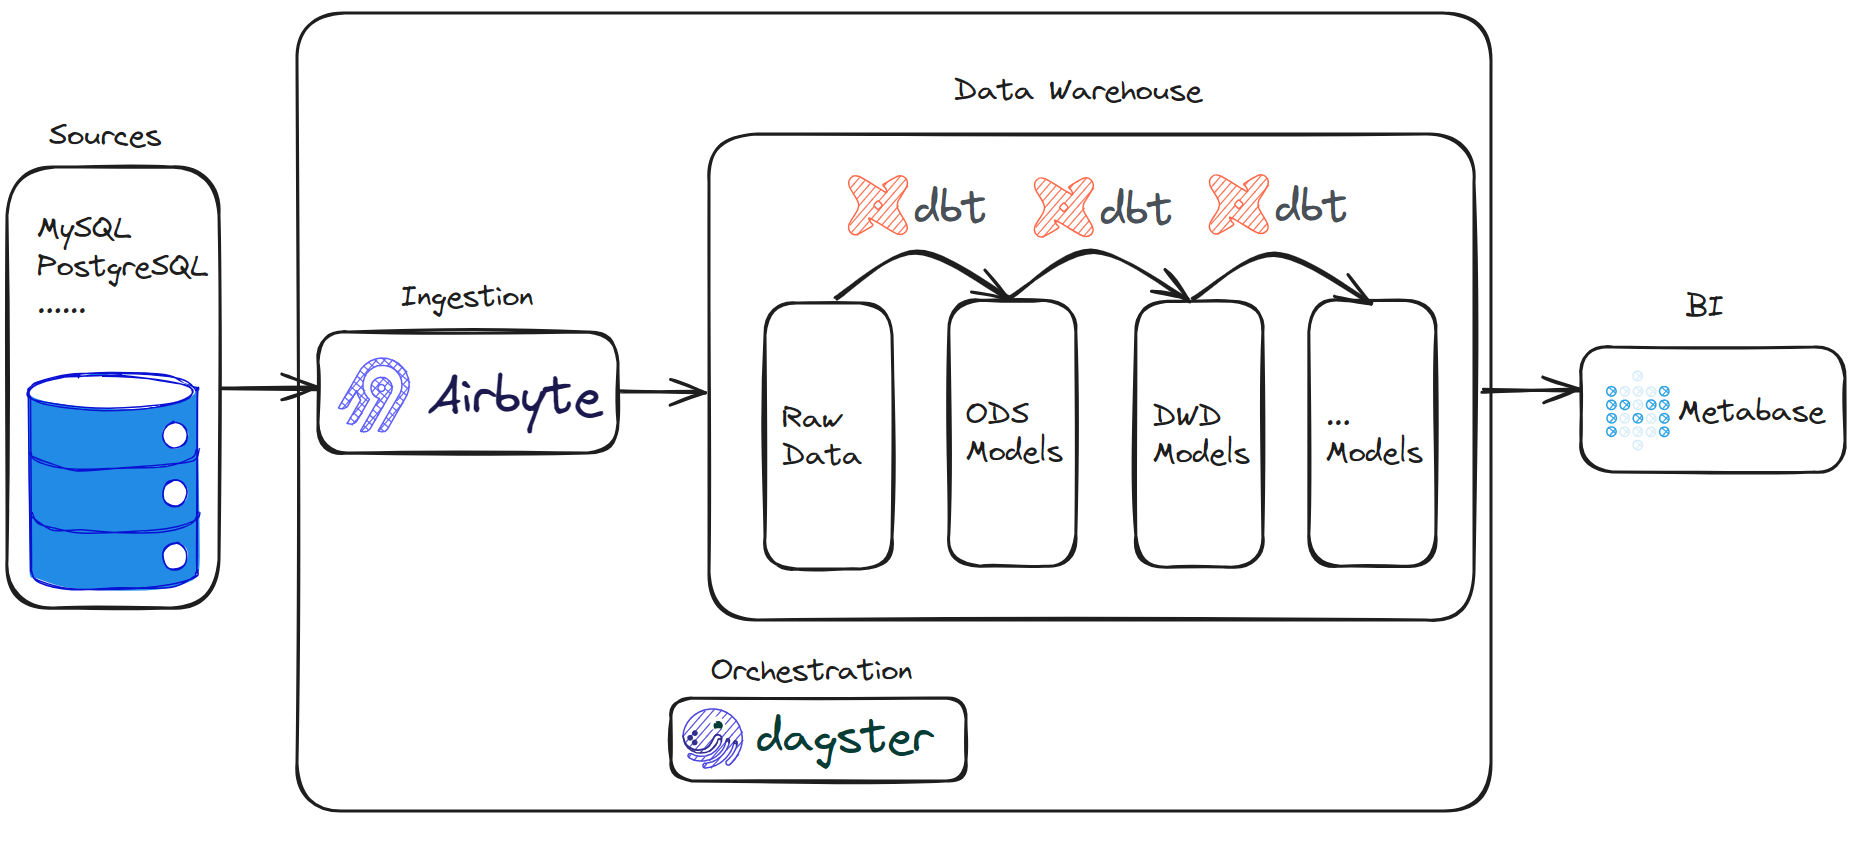 Sources
MySQL
PostgreSQL
......
Ingestion
Airbyte
Data Warehouse
dbt
dbt
dbt
Raw
Data
ODS
Models
DWD
Models
...
Models
Orchestration
dagster
BI
Metabase